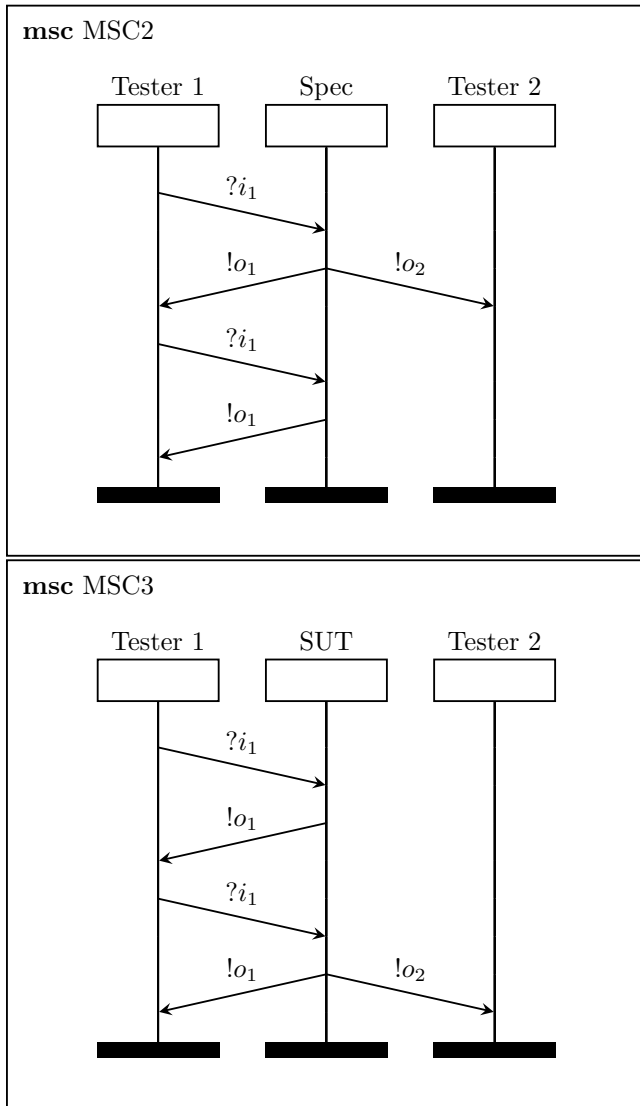 msc MSC2
Tester 1 Spec Tester 2
?i₁
!o₁ !o₂
?i₁
!o₁
msc MSC3
Tester 1 SUT Tester 2
?i₁
!o₁
?i₁
!o₁ !o₂